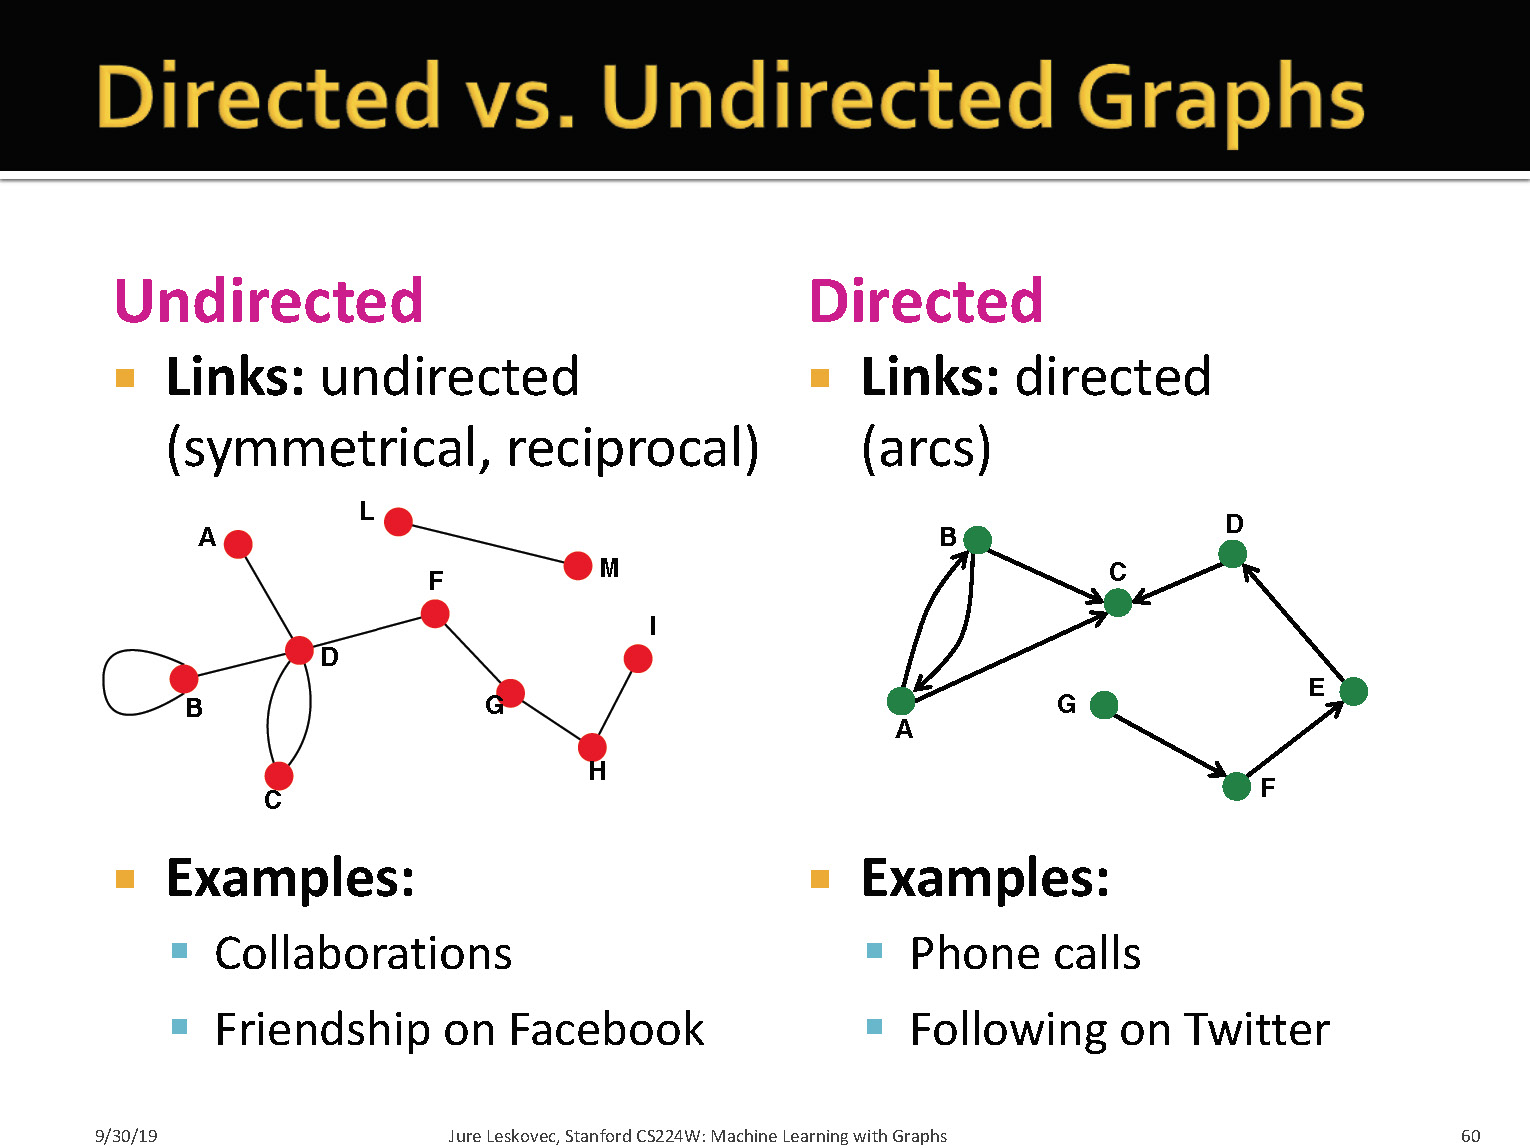 Directed vs. Undirected Graphs
Undirected
Links: undirected
(symmetrical, reciprocal)
A
L
M
F
I
D
B
G
H
C
Examples:
Collaborations
Friendship on Facebook
Directed
Links: directed
(arcs)
B
D
C
E
G
A
F
Examples:
Phone calls
Following on Twitter
9/30/19
Jure Leskovec, Stanford CS224W: Machine Learning with Graphs
60